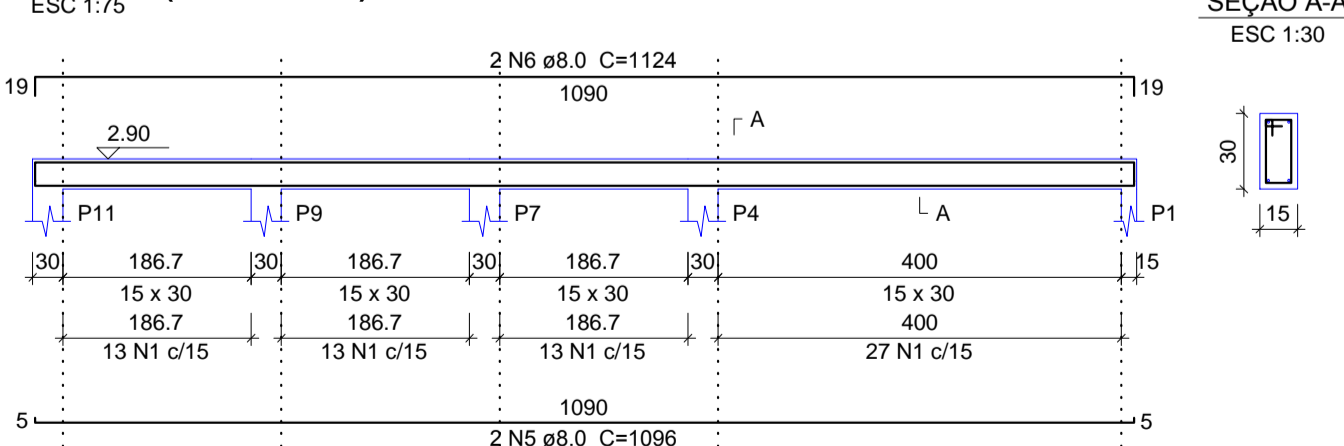 ESC 1:75
SEÇÃO A-A
ESC 1:30
2 N6 ø8.0 C=1124
19
1090
19
A
2.90
30
15
P11
P9
P7
P4
A
P1
30
186.7
30
186.7
30
186.7
30
400
15
15 x 30
15 x 30
15 x 30
15 x 30
186.7
186.7
186.7
400
13 N1 c/15
13 N1 c/15
13 N1 c/15
27 N1 c/15
5
1090
5
2 N5 ø8.0 C=1096